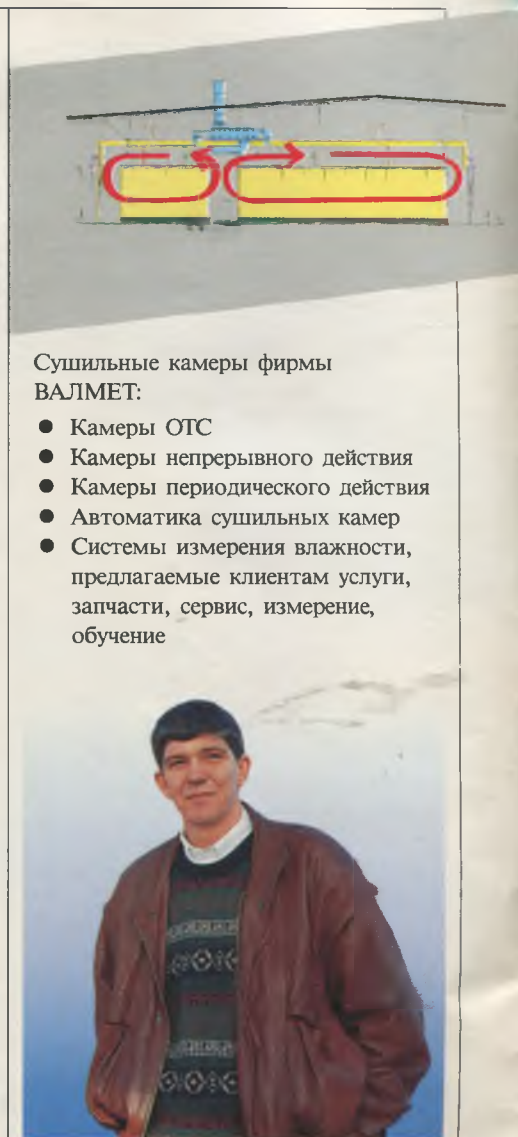 Сушильные камеры фирмы
ВАЛМЕТ:
● Камеры ОТС
● Камеры непрерывного действия
● Камеры периодического действия
● Автоматика сушильных камер
● Системы измерения влажности,
предлагаемые клиентам услуги,
запчасти, сервис, измерение,
обучение